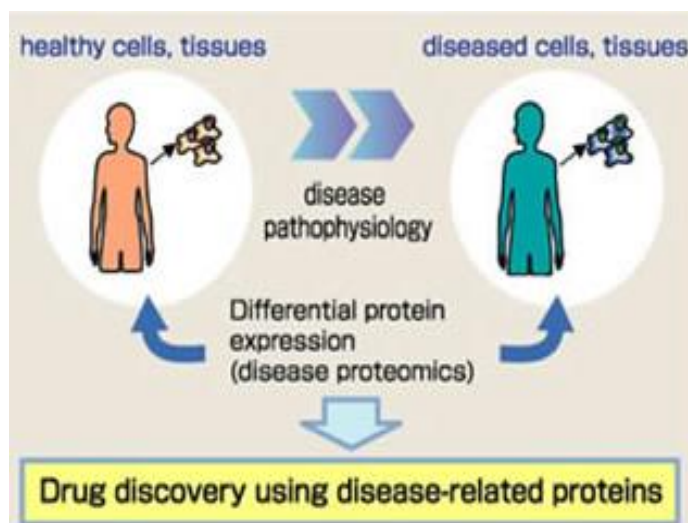 healthy cells, tissues
diseased cells, tissues
disease
pathophysiology
Differential protein
expression
(disease proteomics)
Drug discovery using disease-related proteins